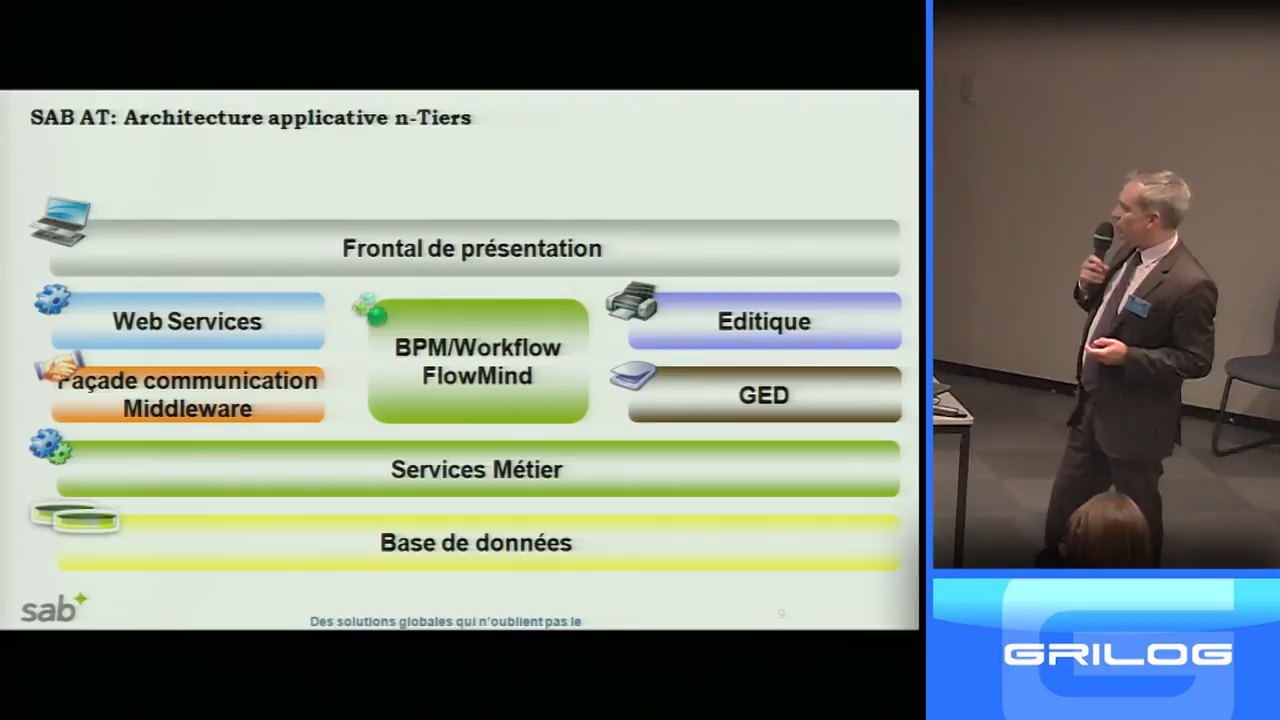 SAB AT: Architecture applicative n-Tiers
Frontal de présentation
Web Services
BPM/Workflow
FlowMind
Editique
Façade communication
Middleware
GED
Services Métier
Base de données
sab
Des solutions globales qui n'oublient pas le
9
GRILOG